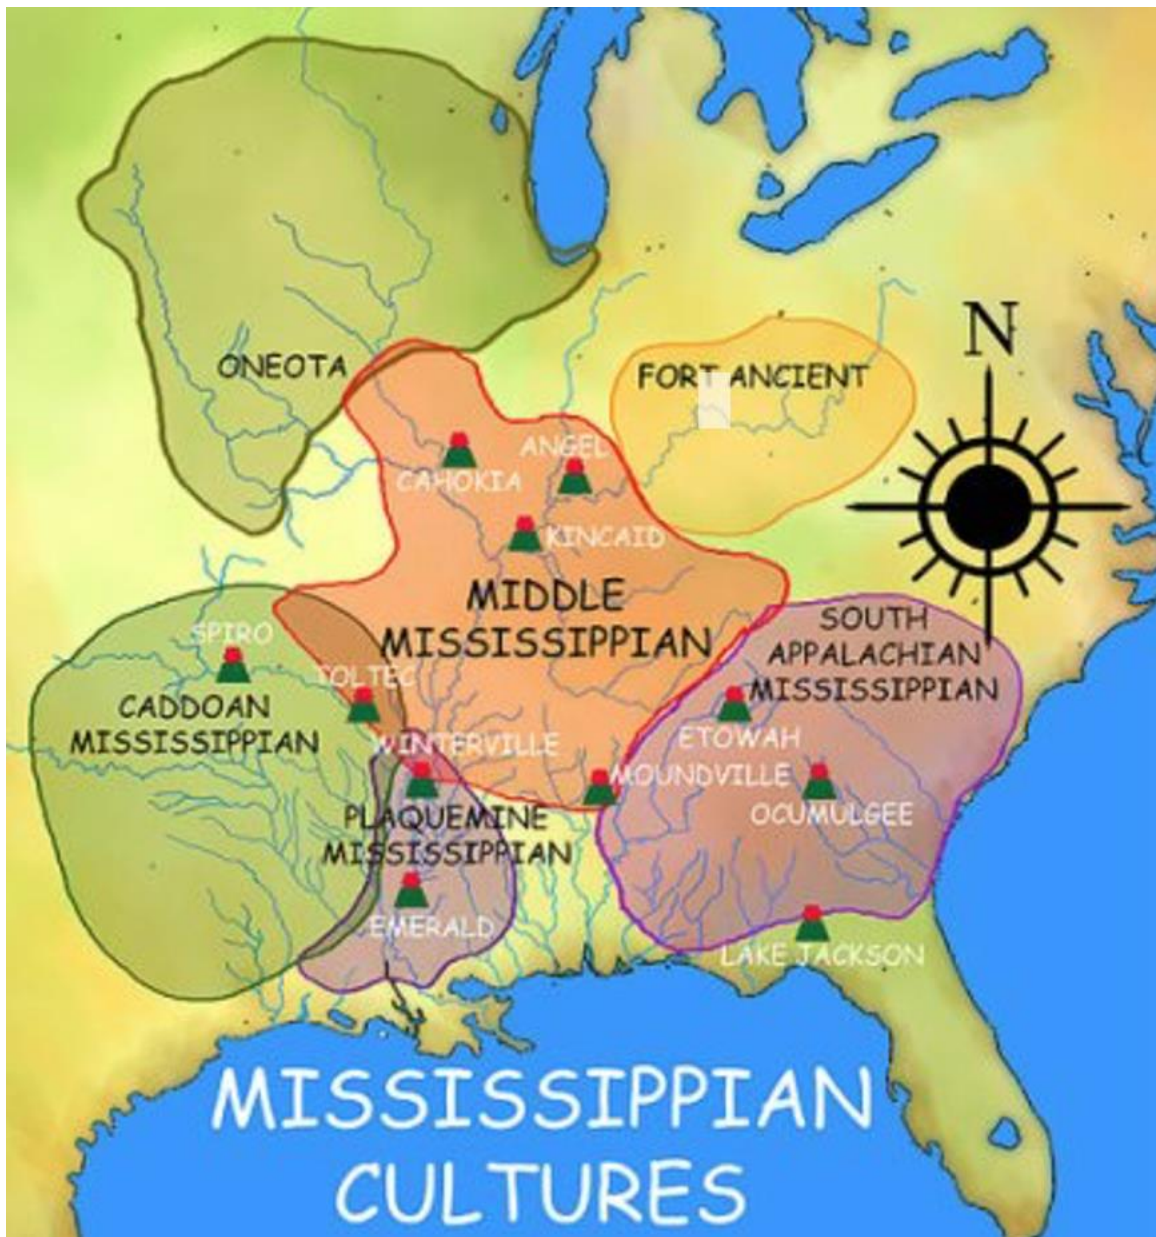 N
ONEOTA
FORT ANCIENT
ANGEL
CAHOKIA
KINCAID
MIDDLE
MISSISSIPPIAN
SOUTH
APPALACHIAN
MISSISSIPPIAN
SPIRO
TOLTEC
CADDOAN
MISSISSIPPIAN
WINTERVILLE
ETOWAH
MOUNDVILLE
OCUMULGEE
PLAQUEMINE
MISSISSIPPIAN
EMERALD
LAKE JACKSON
MISSISSIPPIAN
CULTURES